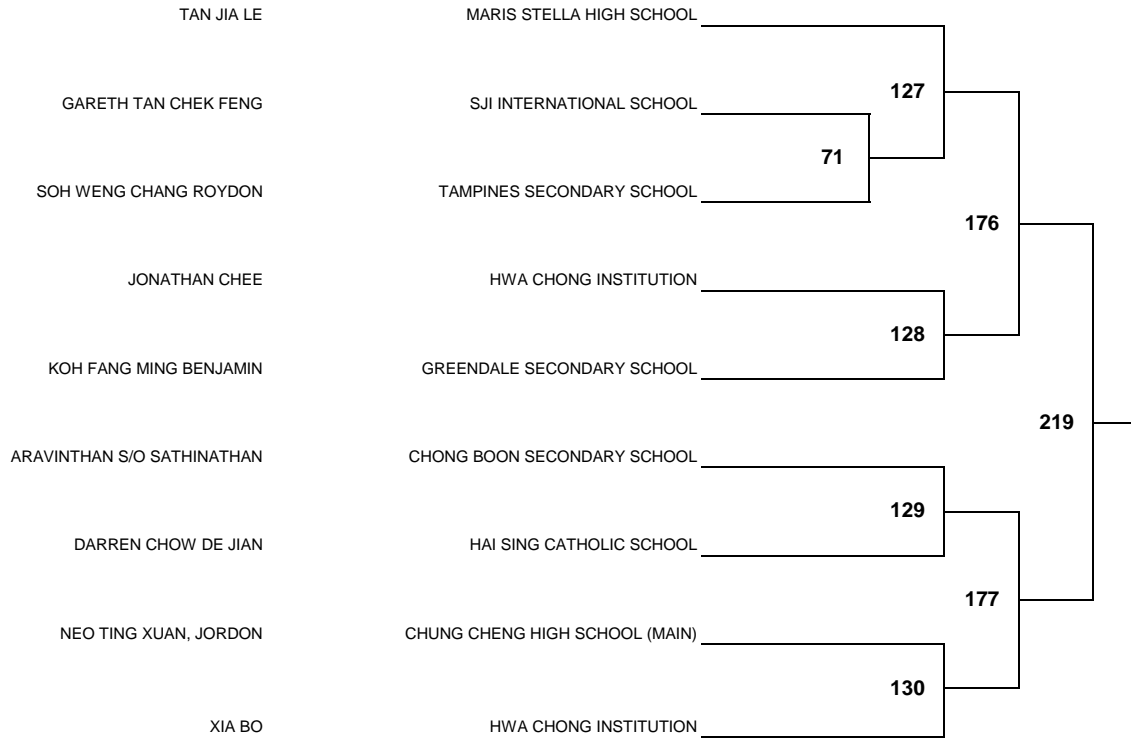 TAN JIA LE MARIS STELLA HIGH SCHOOL
127
GARETH TAN CHEK FENG SJI INTERNATIONAL SCHOOL
71
SOH WENG CHANG ROYDON TAMPINES SECONDARY SCHOOL
176
JONATHAN CHEE HWA CHONG INSTITUTION
128
KOH FANG MING BENJAMIN GREENDALE SECONDARY SCHOOL
219
ARAVINTHAN S/O SATHINATHAN CHONG BOON SECONDARY SCHOOL
129
DARREN CHOW DE JIAN HAI SING CATHOLIC SCHOOL
177
NEO TING XUAN, JORDON CHUNG CHENG HIGH SCHOOL (MAIN)
130
XIA BO HWA CHONG INSTITUTION